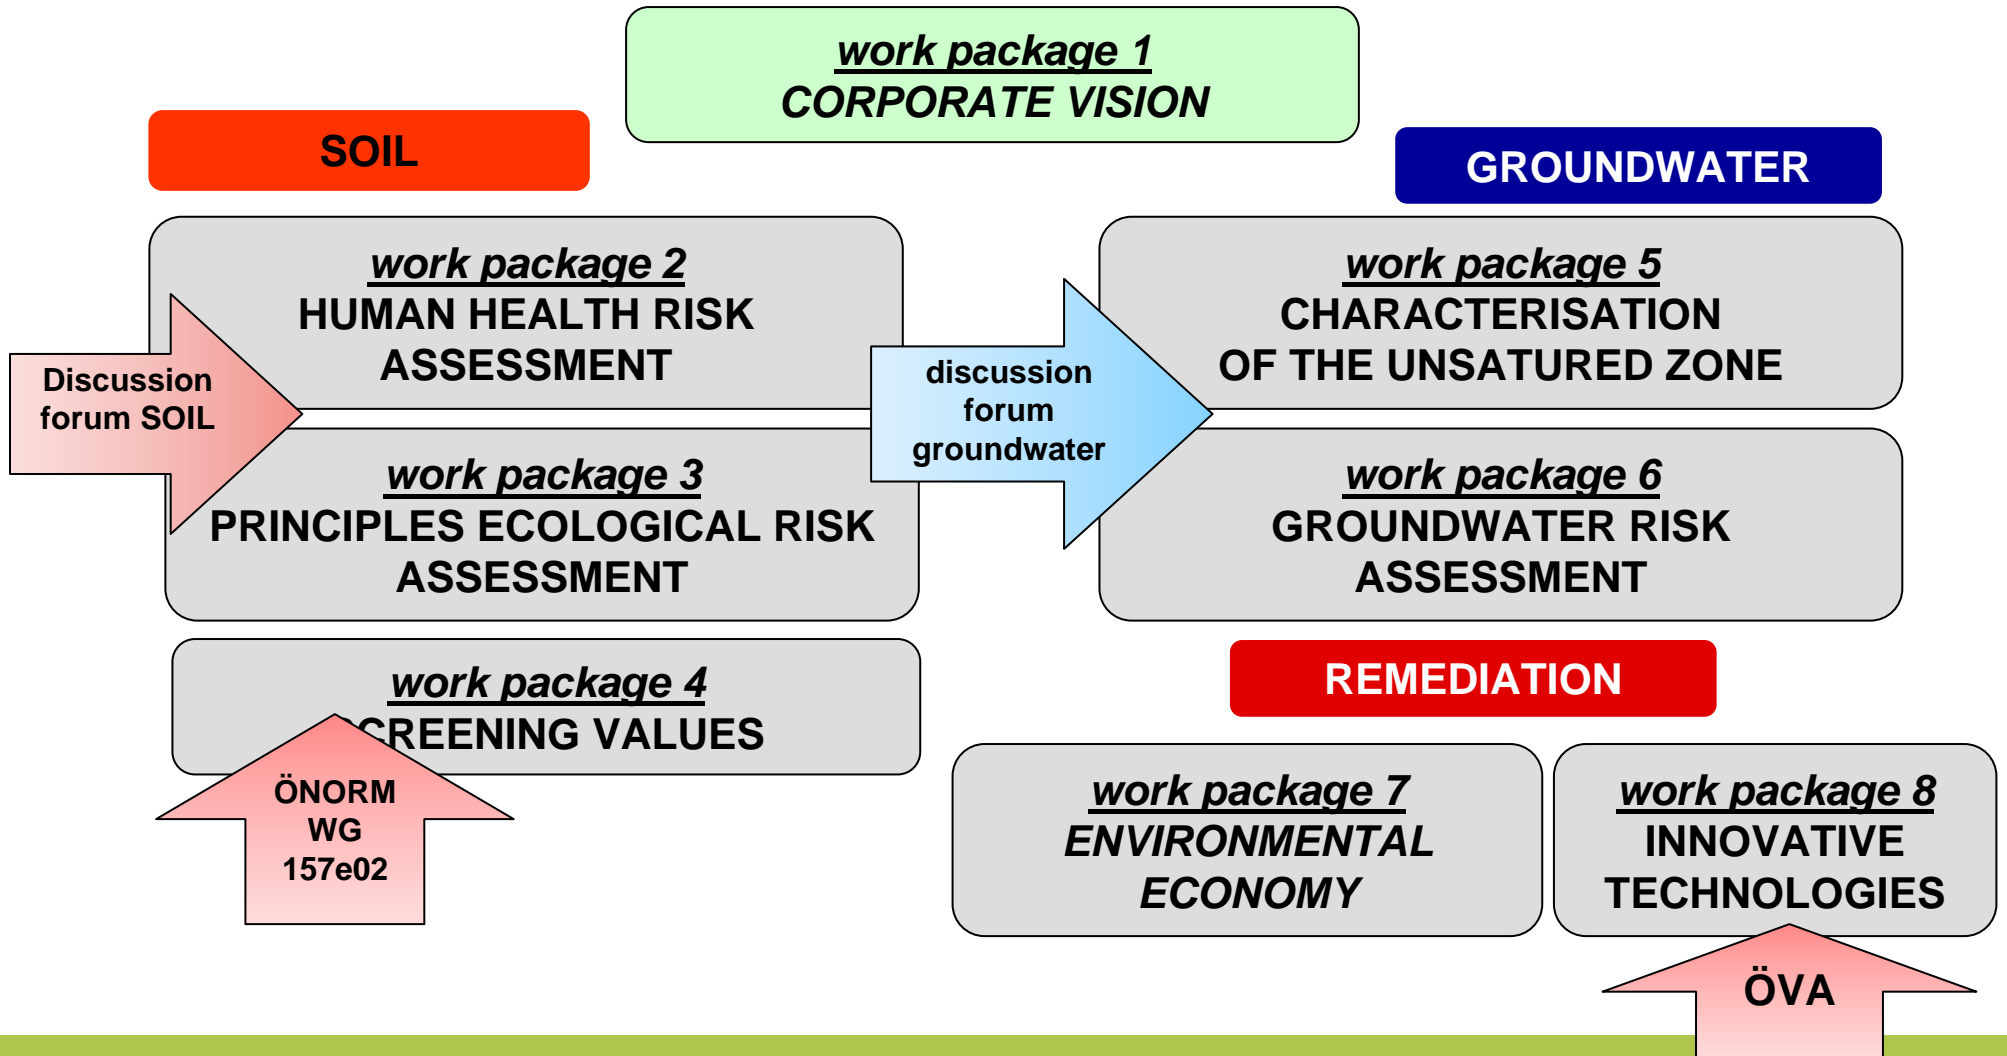 work package 1
CORPORATE VISION
SOIL
GROUNDWATER
work package 2
HUMAN HEALTH RISK
ASSESSMENT
Discussion
forum SOIL
work package 3
PRINCIPLES ECOLOGICAL RISK
ASSESSMENT
work package 4
SCREENING VALUES
ÖNORM
WG
157e02
discussion
forum
groundwater
work package 5
CHARACTERISATION
OF THE UNSATURED ZONE
work package 6
GROUNDWATER RISK
ASSESSMENT
REMEDIATION
work package 7
ENVIRONMENTAL
ECONOMY
work package 8
INNOVATIVE
TECHNOLOGIES
ÖVA